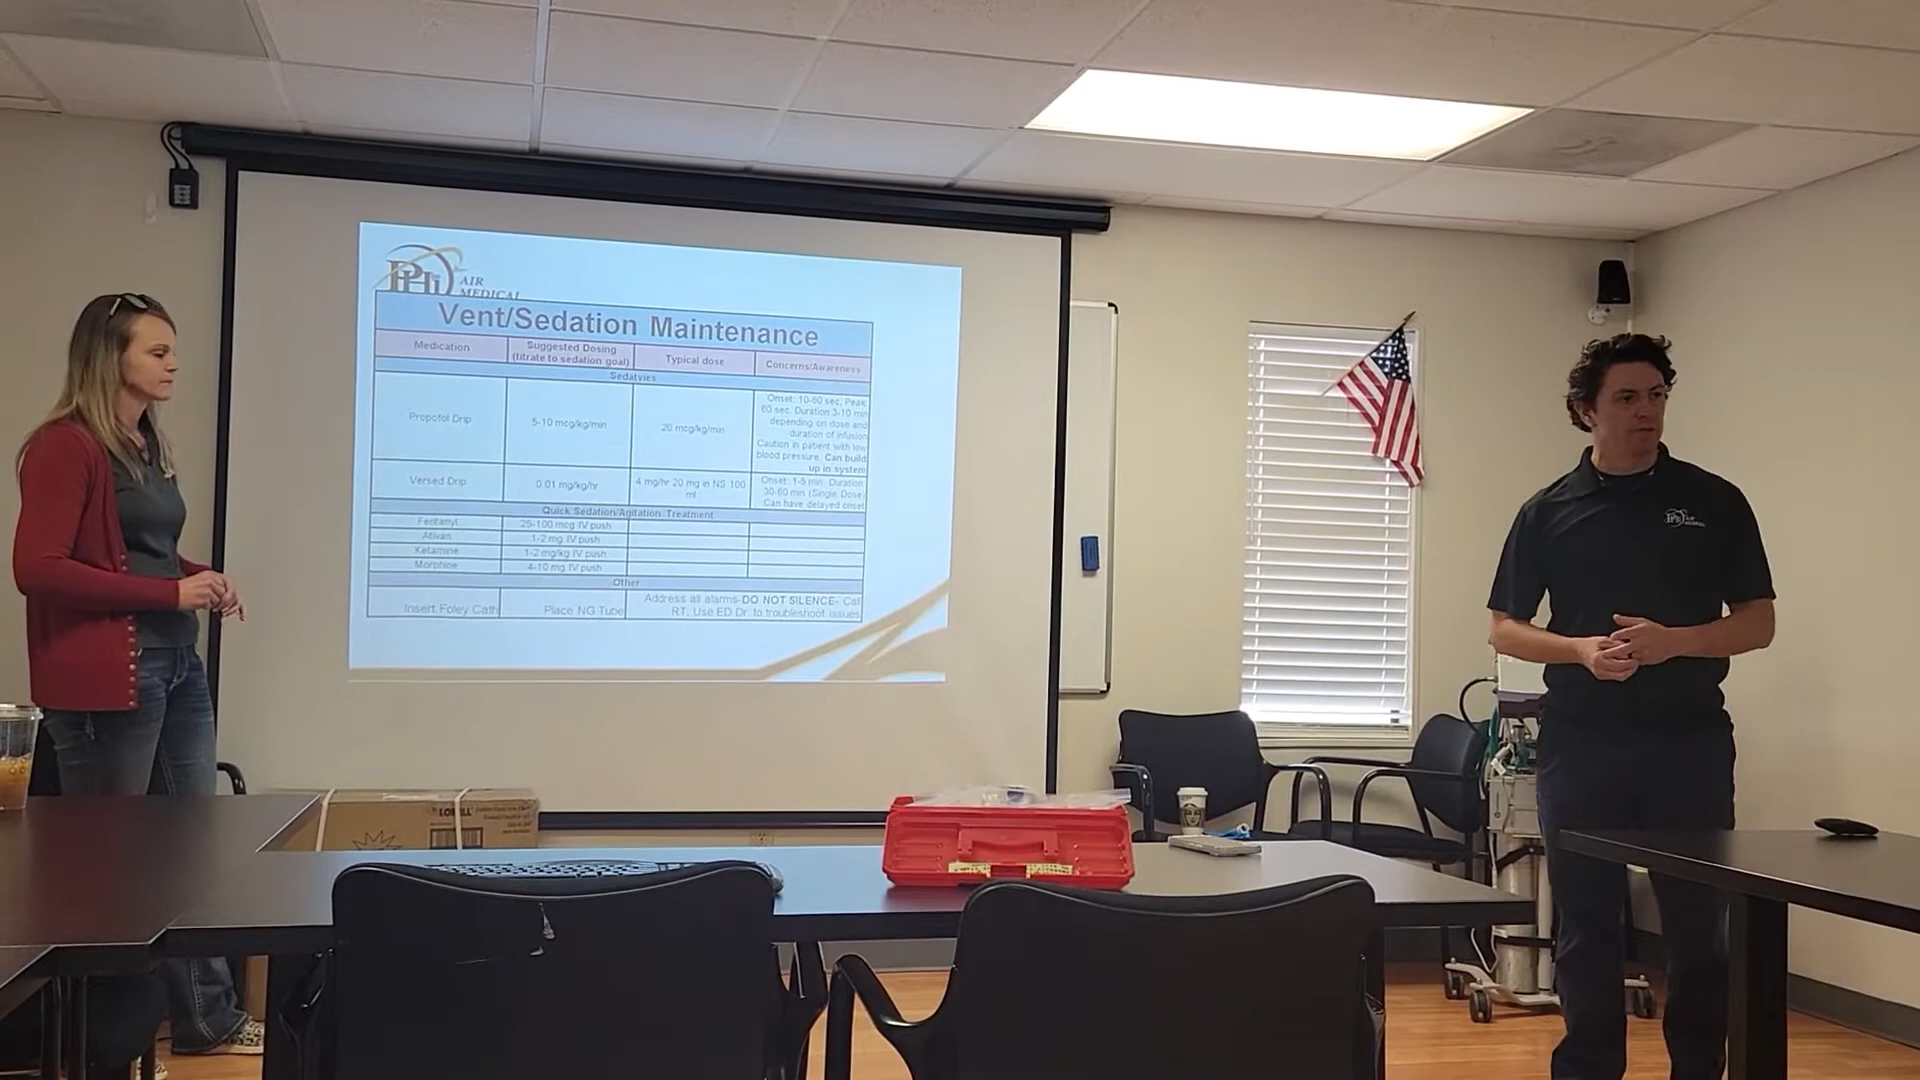 PHI AIR
MEDICAL
Vent/Sedation Maintenance
Medication
Suggested Dosing
(titrate to sedation goal)
Typical dose
Concerns/Awareness
Sedatvies
Propofol Drip
5-10 mcg/kg/min
20 mcg/kg/min
Onset: 10-60 sec, Peak
60 sec. Duration:3-10 min
depending on dose and
duration of infusion
Caution in patient with low
blood pressure. Can build
up in system
Versed Drip
0.01 mg/kg/hr
4 mg/hr 20 mg in NS 100
ml
Onset: 1-5 min. Duration
30-60 min (Single Dose)
Can have delayed onset
Quick Sedation/Agitation Treatment
Fentanyl
25-100 mcg IV push
Ativan
1-2 mg IV push
Ketamine
1-2 mg/kg IV push
Morphine
4-10 mg IV push
Other
Insert Foley Cath
Place NG Tube
Address all alarms-DO NOT SILENCE- Call
RT. Use ED Dr. to troubleshoot issues
PHI AIR
MEDICAL